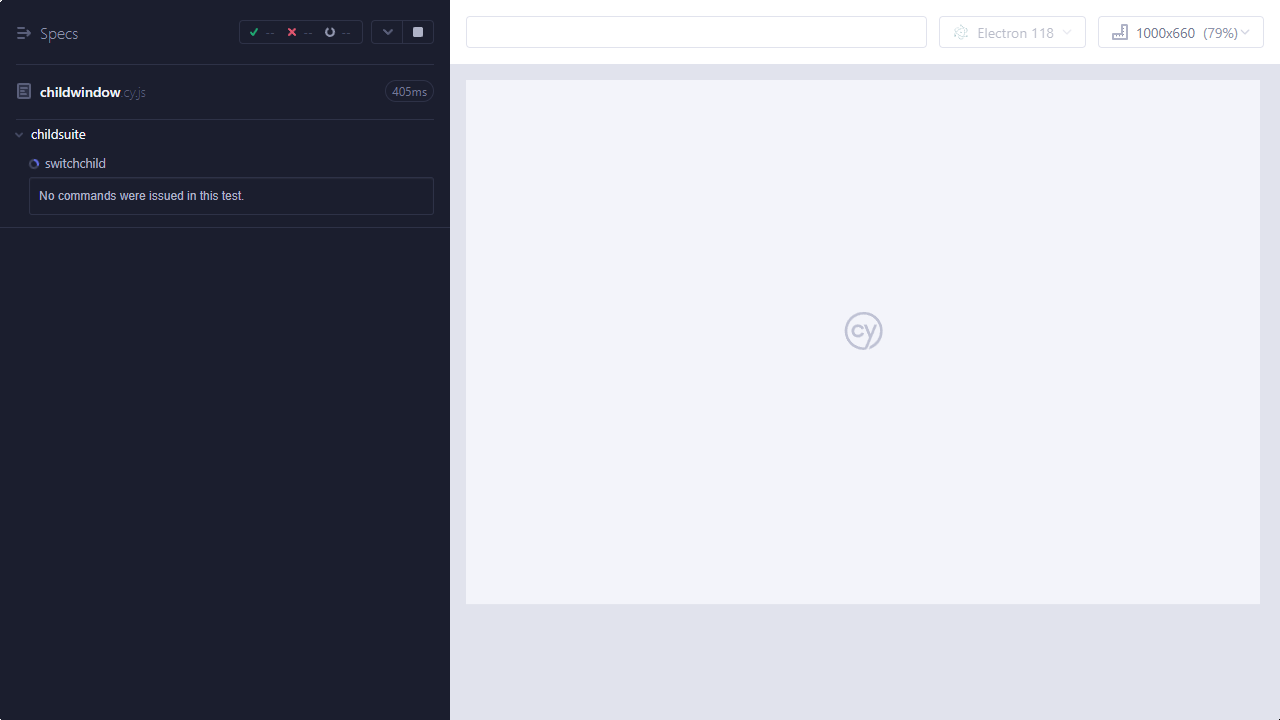 Specs -- -- --
Electron 118
1000x660 (79%)
childwindow.cy.js 405ms
childsuite
switchchild
No commands were issued in this test.
cy